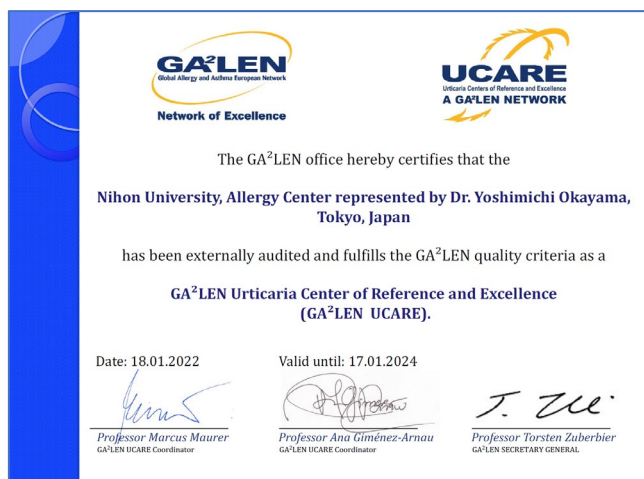 GA²LEN
Global Allergy and Asthma European Network
Network of Excellence
UCARE
Urticaria Centers of Reference and Excellence
A GA²LEN NETWORK
The GA²LEN office hereby certifies that the
Nihon University, Allergy Center represented by Dr. Yoshimichi Okayama,
Tokyo, Japan
has been externally audited and fulfills the GA²LEN quality criteria as a
GA²LEN Urticaria Center of Reference and Excellence
(GA²LEN UCARE).
Date: 18.01.2022
Valid until: 17.01.2024
Professor Marcus Maurer
GA²LEN UCARE Coordinator
Professor Ana Giménez-Arnau
GA²LEN UCARE Coordinator
Professor Torsten Zuberbier
GA²LEN SECRETARY GENERAL